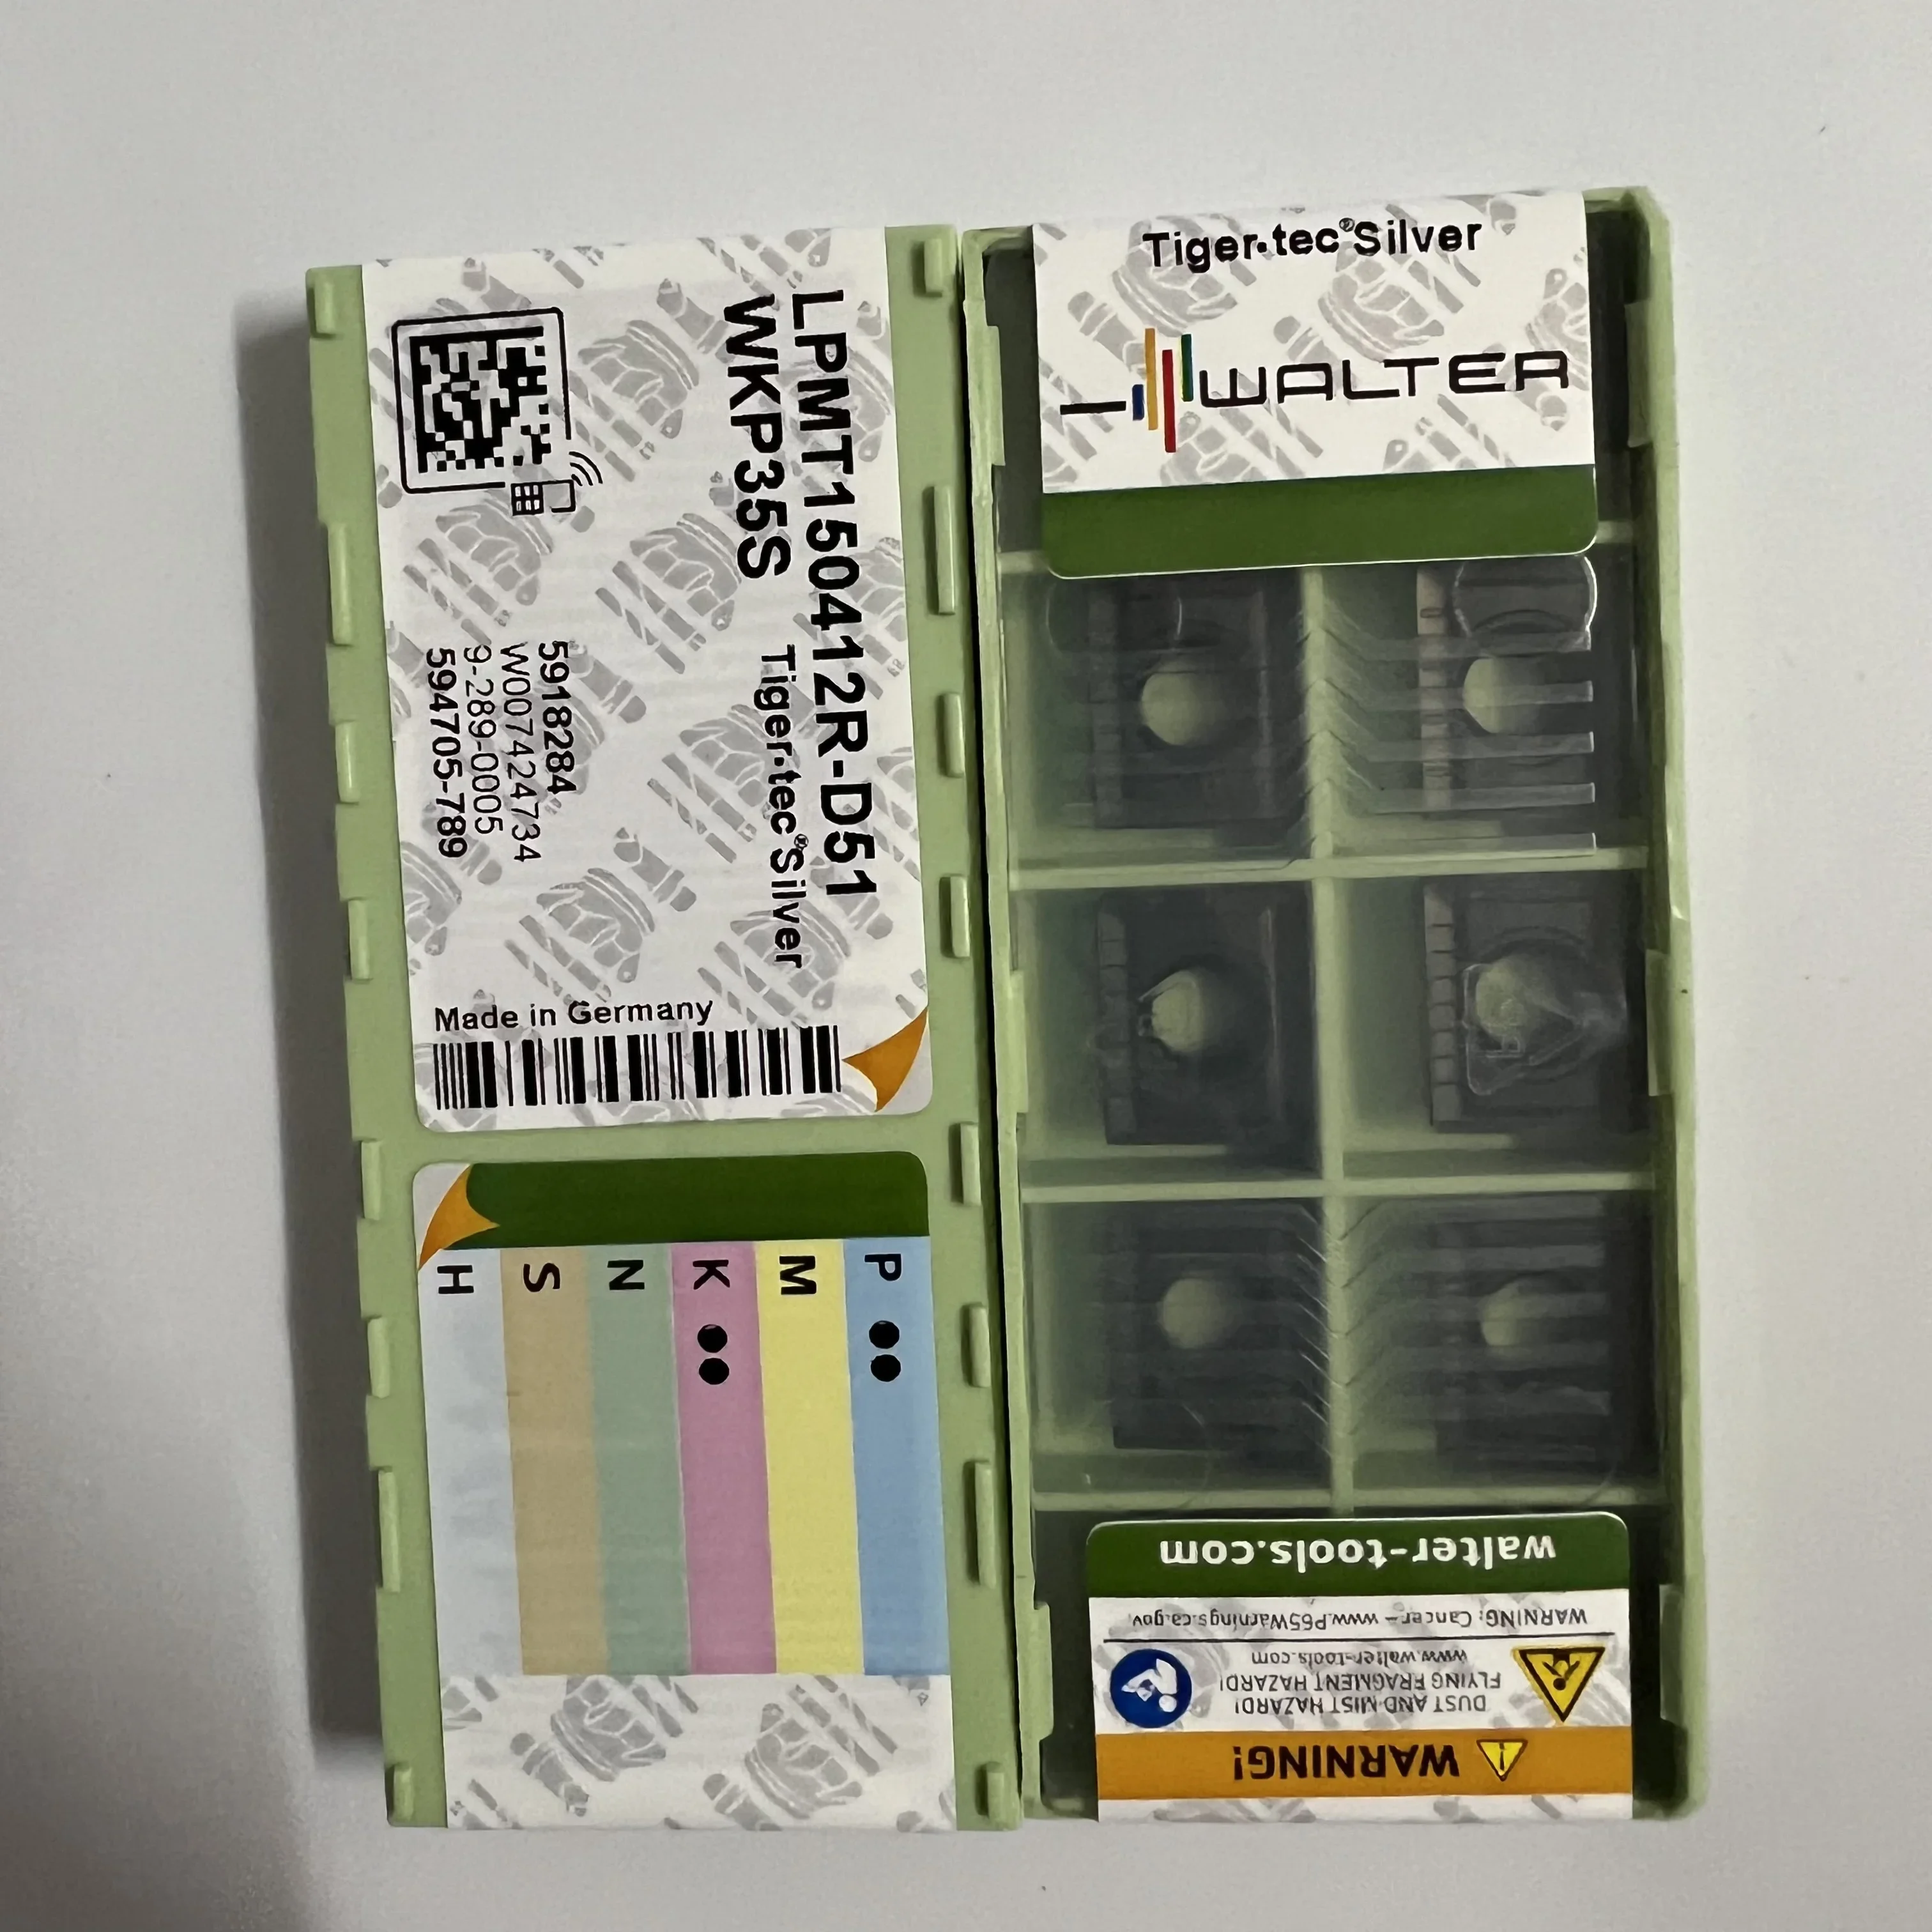 LPMT150412R-D51
WKP35S Tiger·tec®Silver
5918284
W007424734
9-289-0005
594705-789
Made in Germany
P ●●
M
K ●●
N
S
H
Tiger·tec®Silver
WALTER
walter-tools.com
WARNING: Cancer – www.P65Warnings.ca.gov
www.walter-tools.com
FLYING FRAGMENT HAZARD!
DUST AND MIST HAZARD!
WARNING!